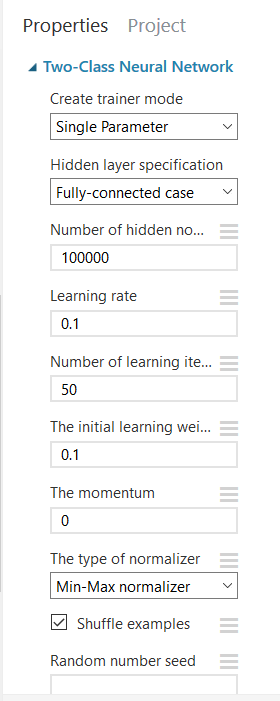 Properties Project
Two-Class Neural Network
Create trainer mode
Single Parameter
Hidden layer specification
Fully-connected case
Number of hidden no...
100000
Learning rate
0.1
Number of learning ite...
50
The initial learning wei...
0.1
The momentum
0
The type of normalizer
Min-Max normalizer
Shuffle examples
Random number seed